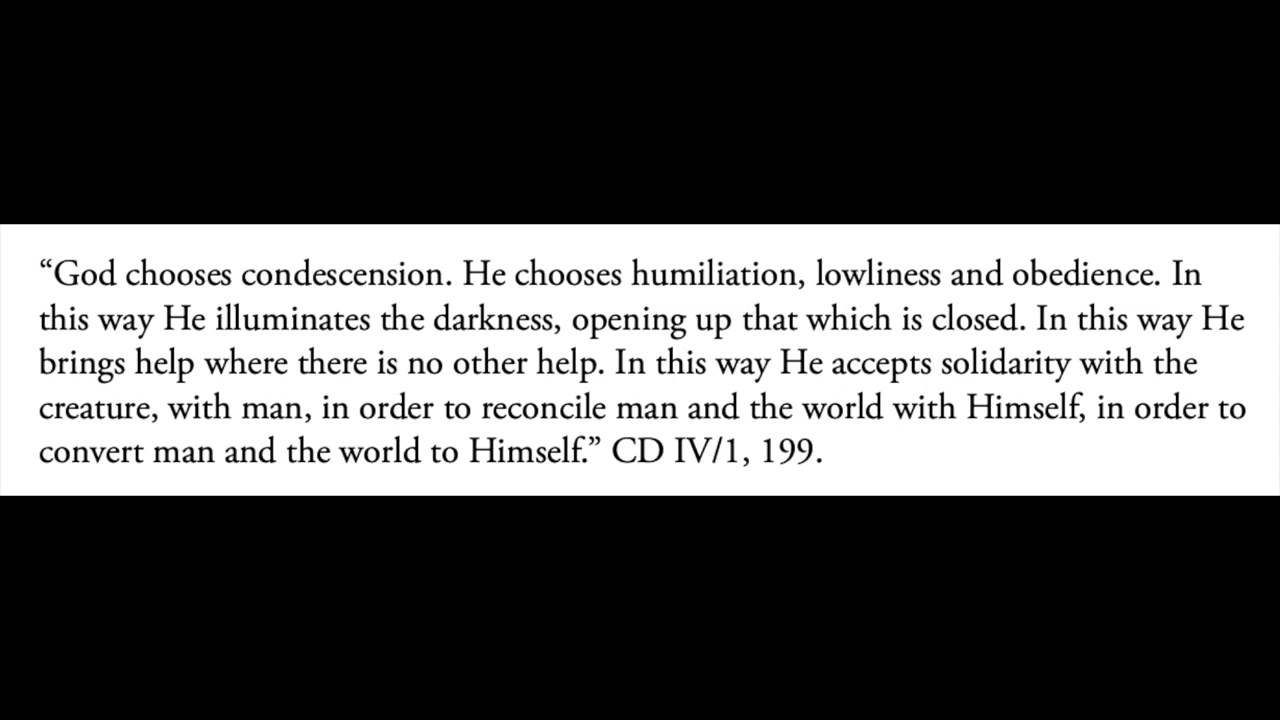 “God chooses condescension. He chooses humiliation, lowliness and obedience. In
this way He illuminates the darkness, opening up that which is closed. In this way He
brings help where there is no other help. In this way He accepts solidarity with the
creature, with man, in order to reconcile man and the world with Himself, in order to
convert man and the world to Himself.” CD IV/1, 199.